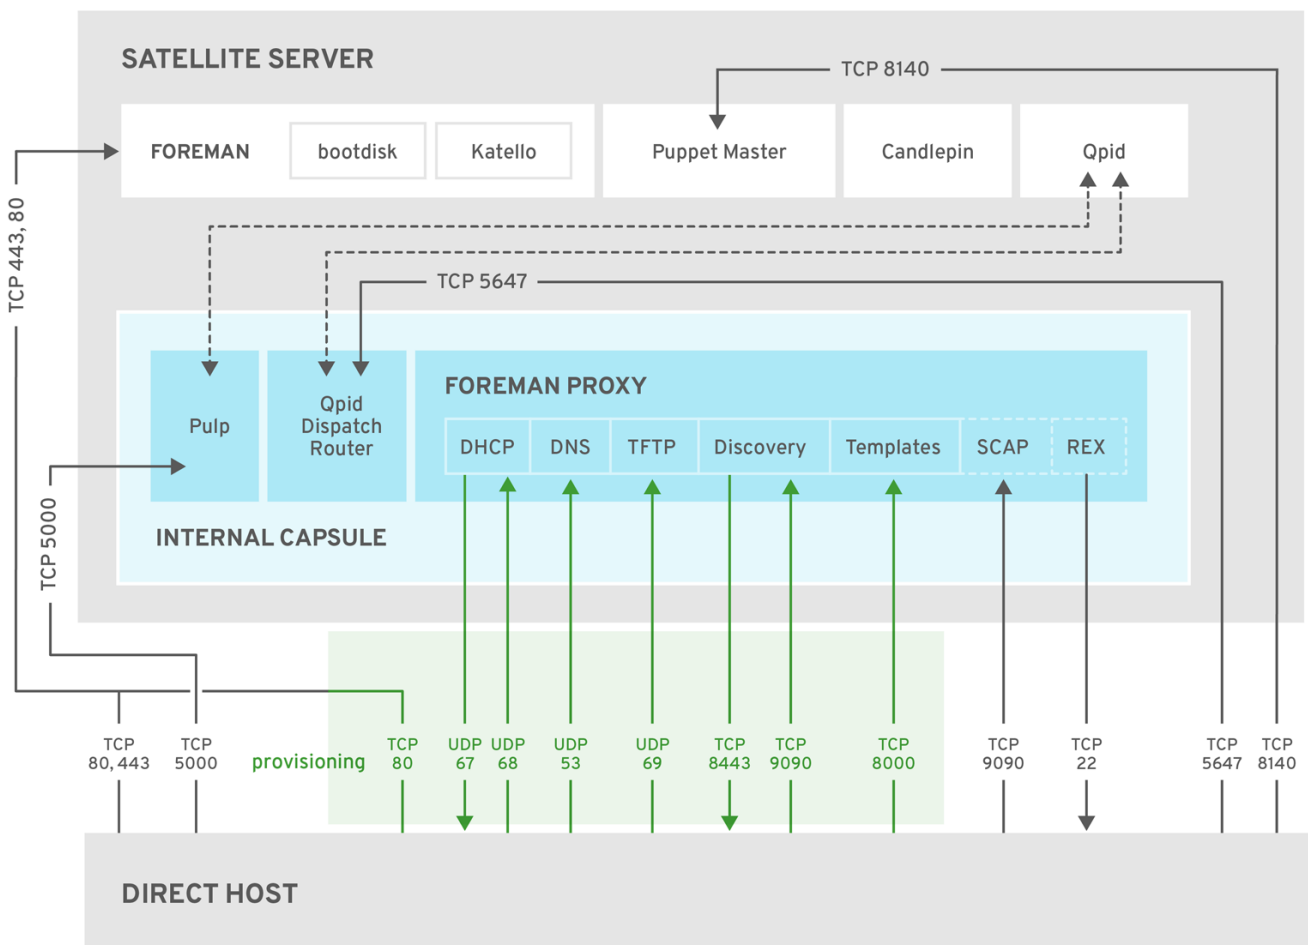 SATELLITE SERVER
TCP 8140
FOREMAN
bootdisk
Katello
Puppet Master
Candlepin
Qpid
TCP 443, 80
TCP 5647
FOREMAN PROXY
Pulp
Qpid
Dispatch
Router
DHCP
DNS
TFTP
Discovery
Templates
SCAP
REX
INTERNAL CAPSULE
TCP 5000
TCP
80, 443
TCP
5000
provisioning
TCP
80
UDP
67
UDP
68
UDP
53
UDP
69
TCP
8443
TCP
9090
TCP
8000
TCP
9090
TCP
22
TCP
5647
TCP
8140
DIRECT HOST